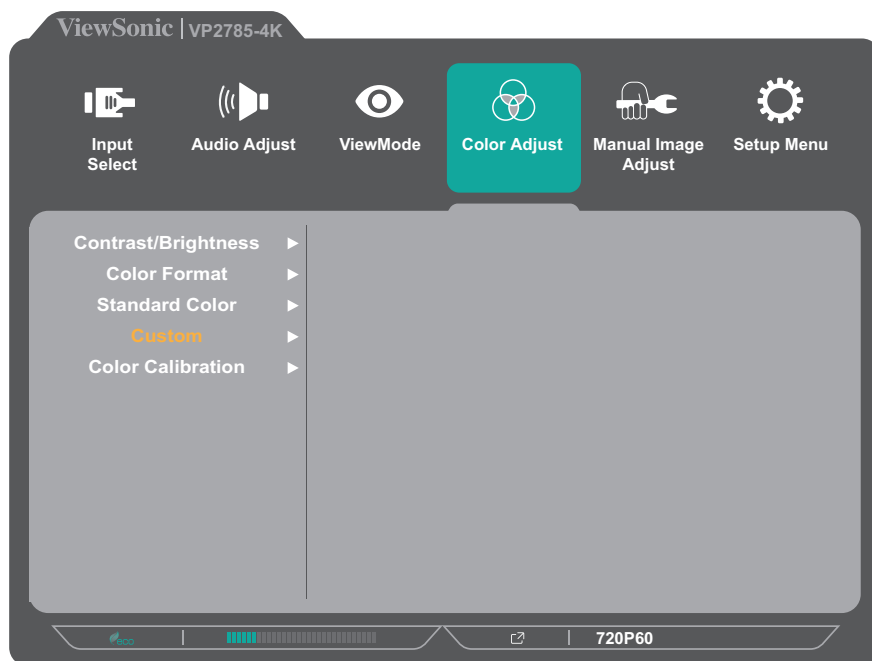 ViewSonic | VP2785-4K
Input
Select
Audio Adjust
ViewMode
Color Adjust
Manual Image
Adjust
Setup Menu
Contrast/Brightness
Color Format
Standard Color
Custom
Color Calibration
eco
720P60